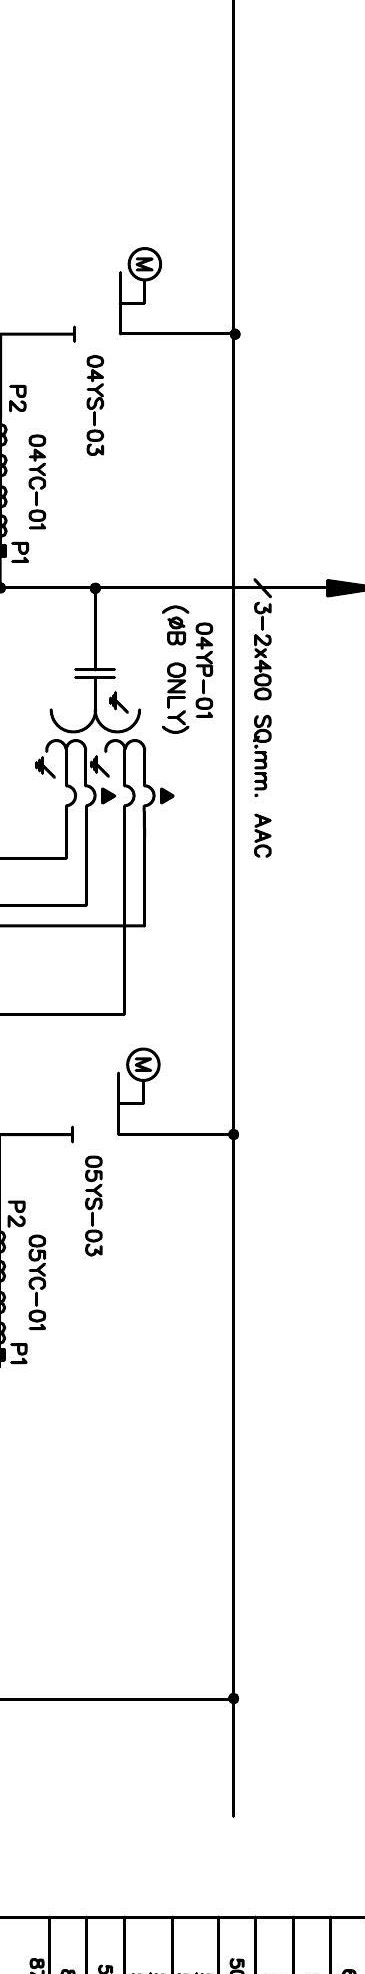 M
04YS-03
P2
04YC-01
P1
04YP-01
(øB ONLY)
3-2x400 SQ.mm. AAC
M
05YS-03
P2
05YC-01
P1